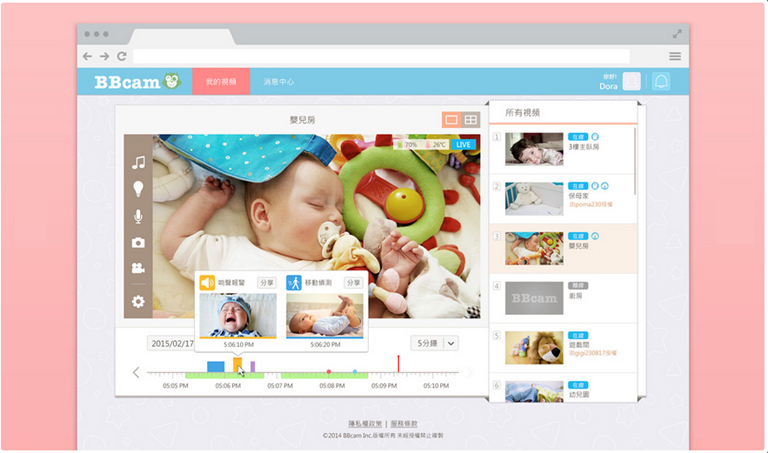 BBcam
我的視頻
消息中心
您好!
Dora
嬰兒房
70%
26°C
LIVE
哭聲警報
分享
移動偵測
分享
5:06:10 PM
5:06:20 PM
2015/02/17
5分鐘
05:05 PM
05:06 PM
05:07 PM
05:08 PM
05:09 PM
05:10 PM
所有視頻
1
在線
3樓主臥房
2
在線
保母家
由poma230授權
3
在線
嬰兒房
4
BBcam
離線
廚房
5
在線
遊戲間
由gigi230817授權
6
在線
幼兒園
隱私權政策 | 服務條款
©2014 BBcam Inc.版權所有 未經授權禁止複製